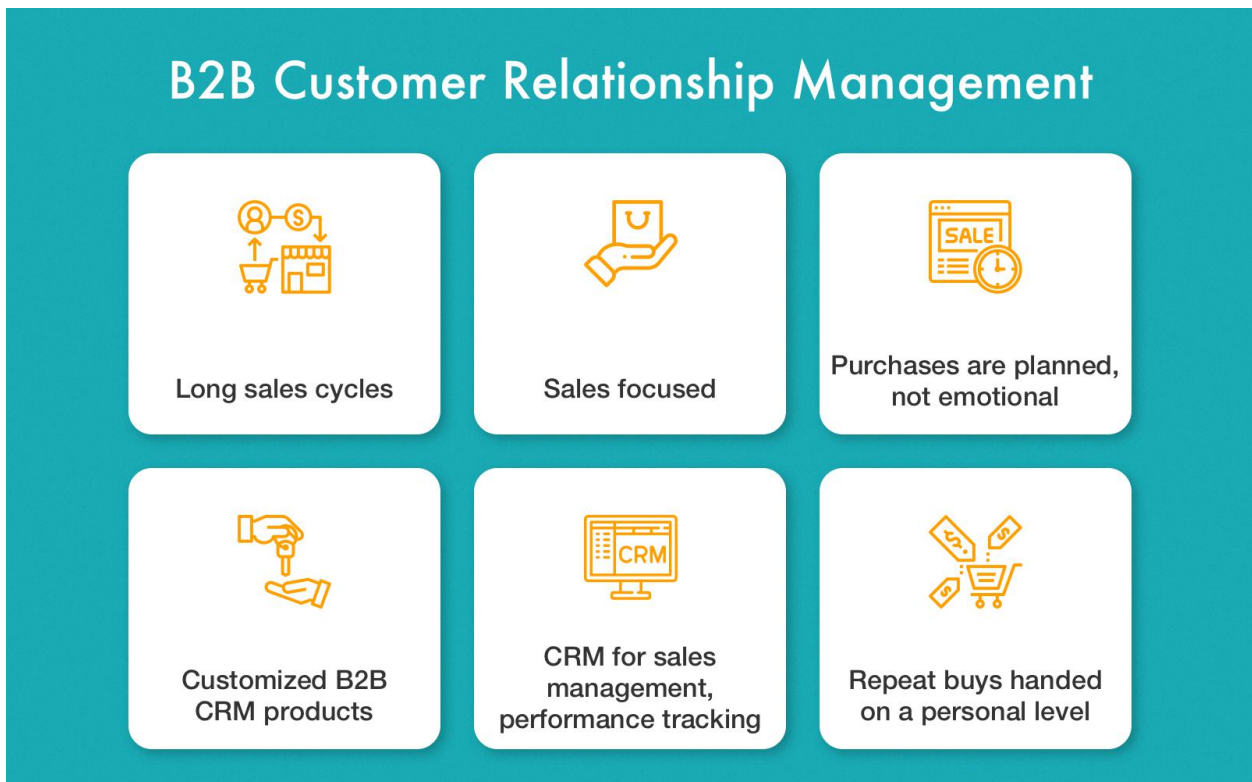 B2B Customer Relationship Management
Long sales cycles
Sales focused
SALE
Purchases are planned,
not emotional
Customized B2B
CRM products
CRM
CRM for sales
management,
performance tracking
$
$
$
$
Repeat buys handed
on a personal level